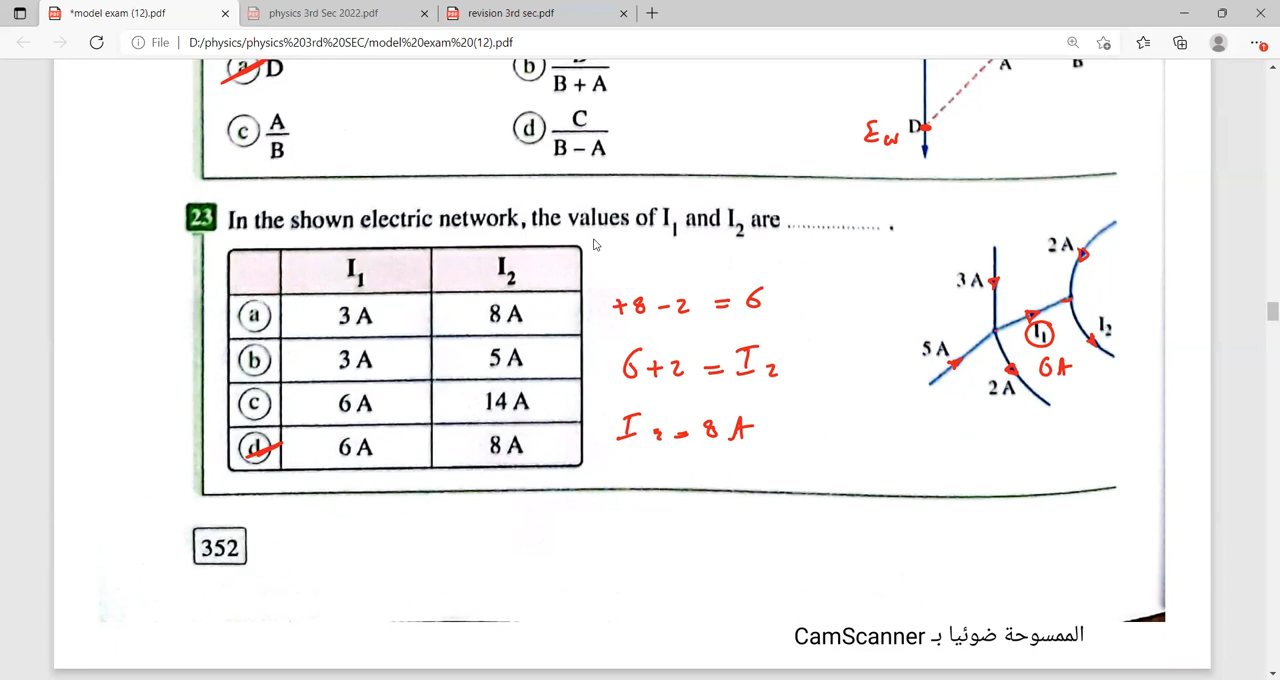 *model exam (12).pdf
physics 3rd Sec 2022.pdf
revision 3rd sec.pdf
File
D:/physics/physics%203rd%20SEC/model%20exam%20(12).pdf
a D
b
B + A
c A
B
d C
B – A
A
B
D
Ɛw
23 In the shown electric network, the values of I1 and I2 are .................... .
I1 I2
a 3 A 8 A
b 3 A 5 A
c 6 A 14 A
d 6 A 8 A
+8 - 2 = 6
6 + 2 = I2
I2 = 8 A
2 A
3 A
I1
I2
5 A
6A
2 A
352
الممسوحة ضوئيا بـ CamScanner